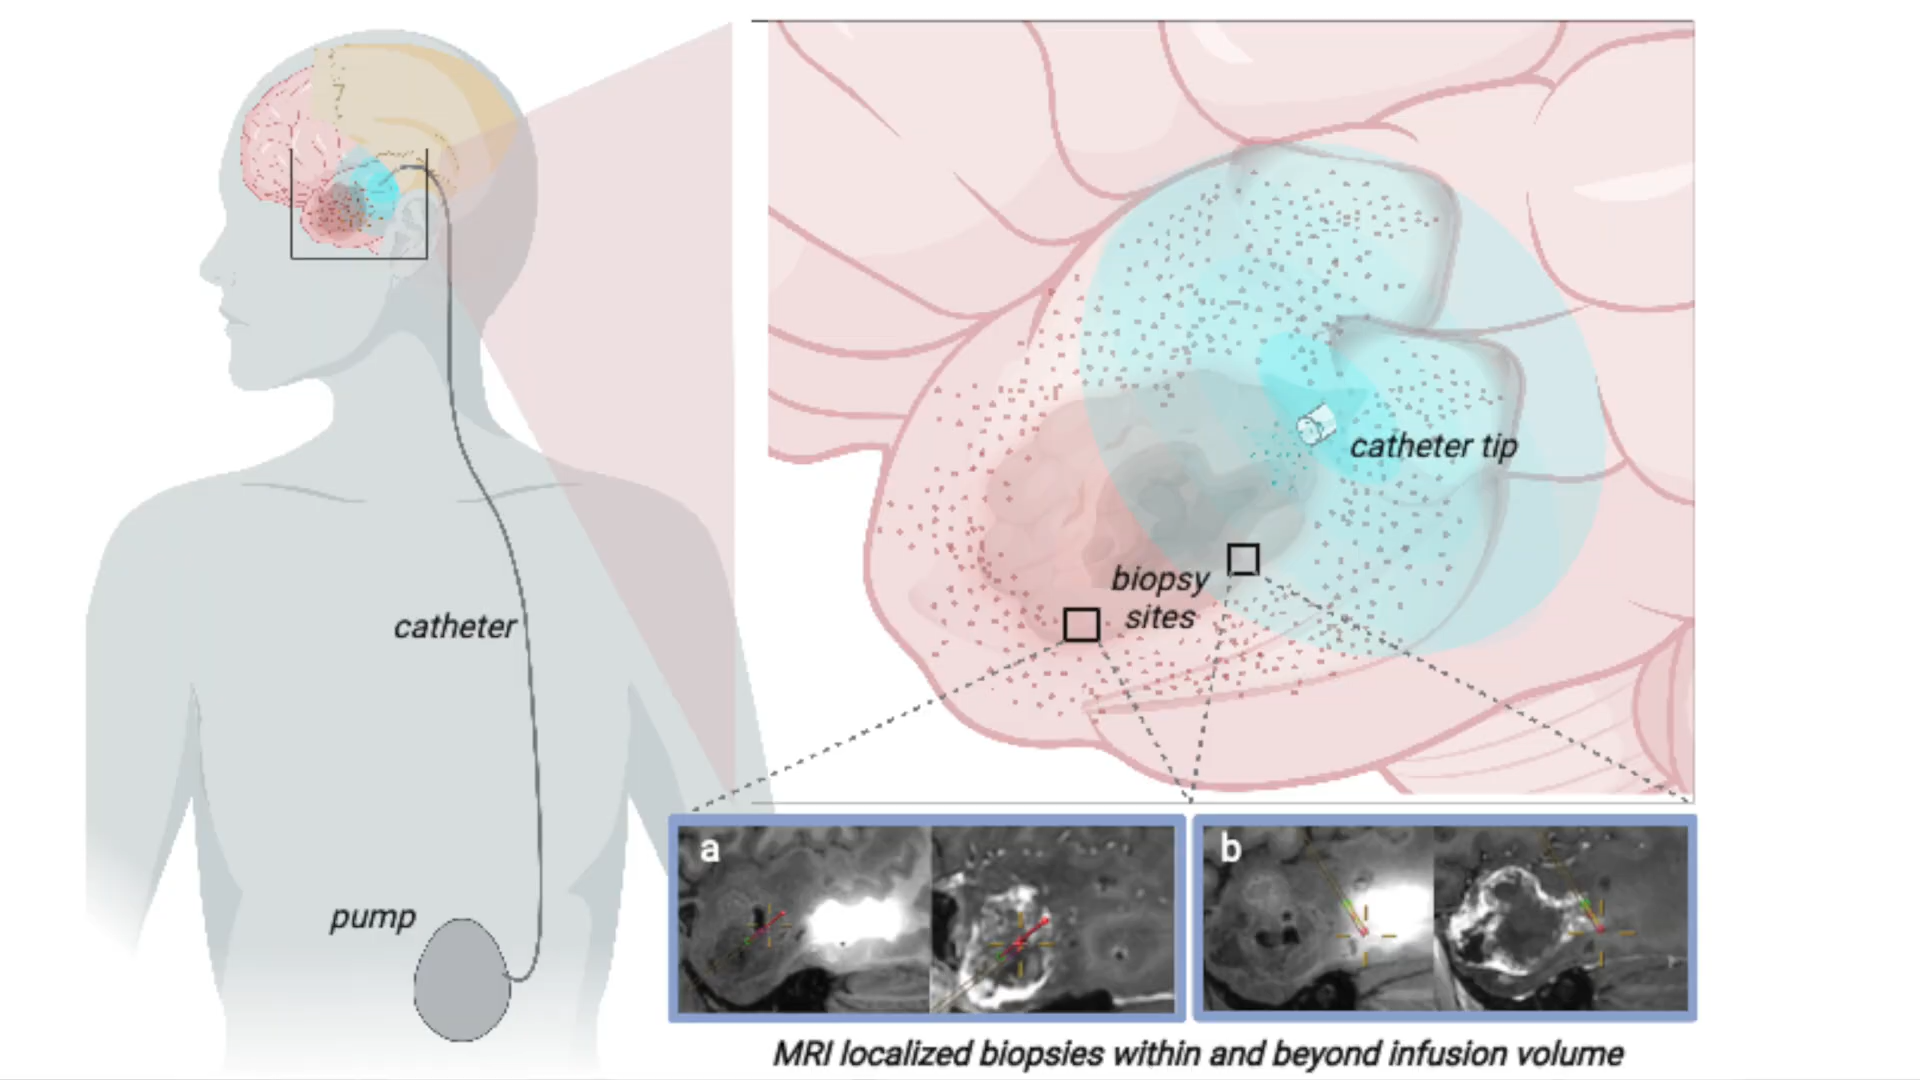 catheter tip
biopsy
sites
catheter
pump
a
b
MRI localized biopsies within and beyond infusion volume